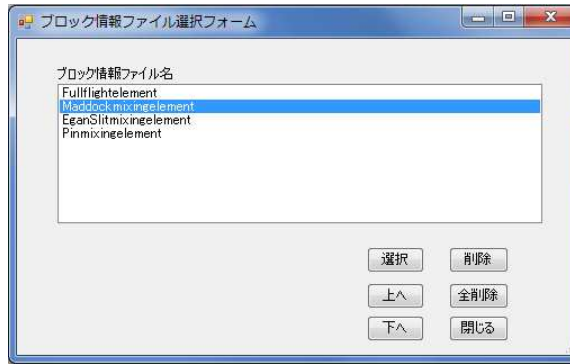 ブロック情報ファイル選択フォーム
ブロック情報ファイル名
Fullflightelement
Maddockmixingelement
EganSlitmixingelement
Pinmixingelement
選択 削除
上へ 全削除
下へ 閉じる